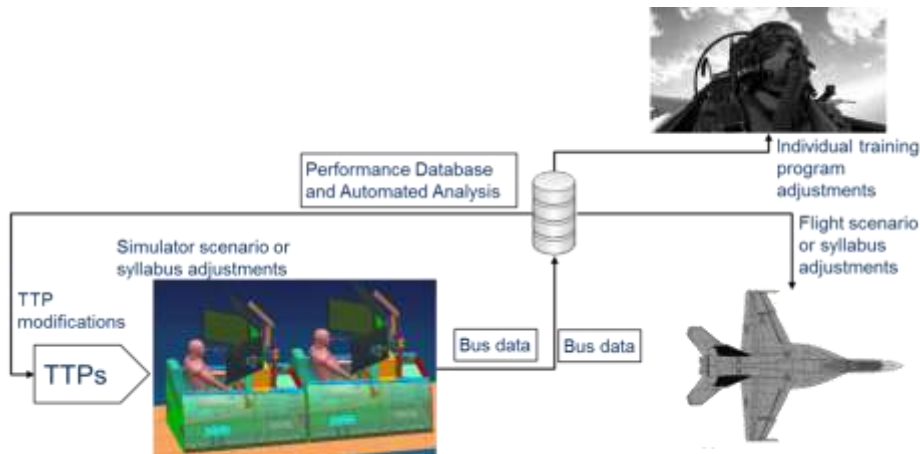 Individual training
program
adjustments
Performance Database
and Automated Analysis
Flight scenario
or syllabus
adjustments
Simulator scenario or
syllabus adjustments
TTP
modifications
TTPs
Bus data
Bus data